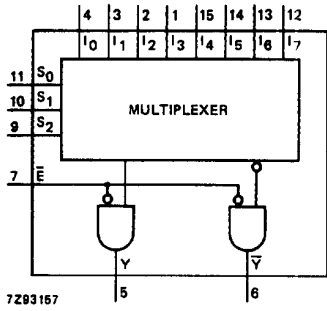 4 3 2 1 15 14 13 12
I0 I1 I2 I3 I4 I5 I6 I7
11 S0
10 S1
9 S2
MULTIPLEXER
7 E̅
Y Y̅
7Z93157 5 6